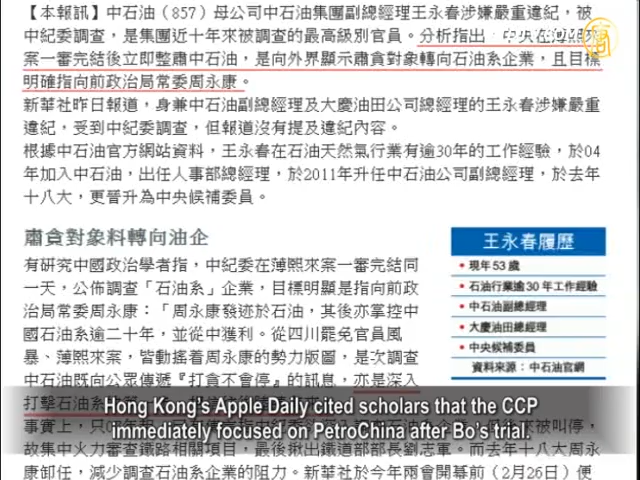 【本報訊】中石油（857）母公司中石油集團副總經理王永春涉嫌嚴重違紀，被
中紀委調查，是集團近十年來被調查的最高級別官員。分析指出，中央在薄熙來
案一審完結後立即整肅中石油，是向外界顯示肅貪對象轉向石油系企業，且目標
明確指向前政治局常委周永康。
新華社昨日報道，身兼中石油副總經理及大慶油田公司總經理的王永春涉嫌嚴重
違紀，受到中紀委調查，但報道沒有提及違紀內容。
根據中石油官方網站資料，王永春在石油天然氣行業有逾30年的工作經驗，於04
年加入中石油，出任人事部總經理，於2011年升任中石油公司副總經理，於去年
十八大，更晉升為中央候補委員。
肅貪對象料轉向油企
有研究中國政治學者指，中紀委在薄熙來案一審完結同
一天，公佈調查「石油系」企業，目標明顯是指向前政
治局常委周永康：「周永康發迹於石油，其後亦掌控中
國石油系逾二十年，並從中獲利。從四川罷免官員風
暴、薄熙來案，皆動搖着周永康的勢力版圖，是次調查
中石油既向公眾傳遞『打貪不會停』的訊息，亦是深入
打擊石油系
王永春履歷
• 現年53歲
• 石油行業逾30年工作經驗
• 中石油副總經理
• 大慶油田總經理
• 中央候補委員
資料來源：中石油官網
Hong Kong's Apple Daily cited scholars that the CCP
immediately focused on PetroChina after Bo's trial.
事實上，只
故集中火力審查鐵路相關項目，最後揪出鐵道部部長劉志軍。而去年十八大周永
康卸任，減少調查石油系企業的阻力。新華社於今年兩會開幕前（2月26日）便